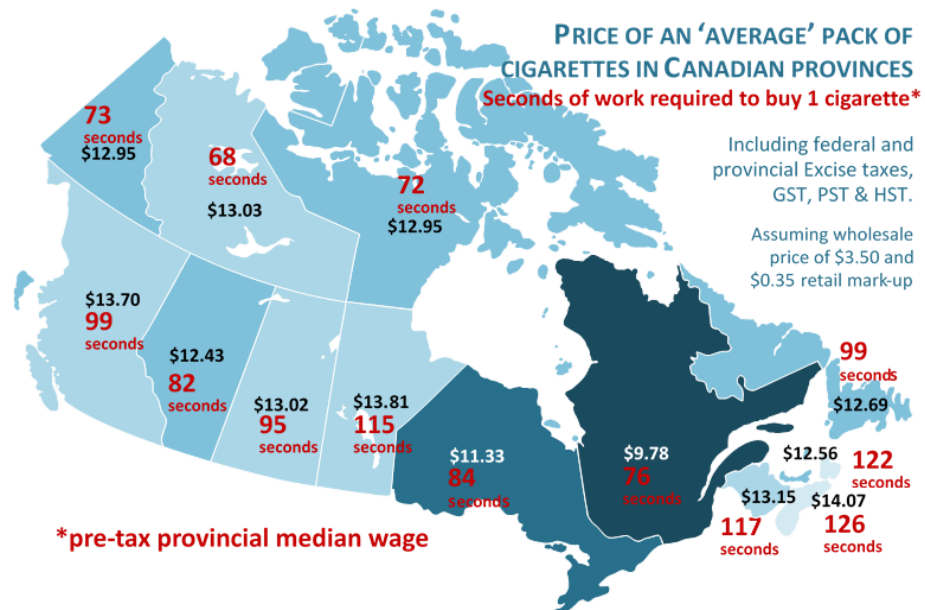 PRICE OF AN ‘AVERAGE’ PACK OF
CIGARETTES IN CANADIAN PROVINCES
Seconds of work required to buy 1 cigarette*
Including federal and
provincial Excise taxes,
GST, PST & HST.
Assuming wholesale
price of $3.50 and
$0.35 retail mark-up
73
seconds
$12.95
68
seconds
$13.03
72
seconds
$12.95
$13.70
99
seconds
$12.43
82
seconds
$13.02
95
seconds
$13.81
115
seconds
$11.33
84
seconds
$9.78
76
seconds
99
seconds
$12.69
$12.56
122
seconds
$13.15
117
seconds
$14.07
126
seconds
*pre-tax provincial median wage